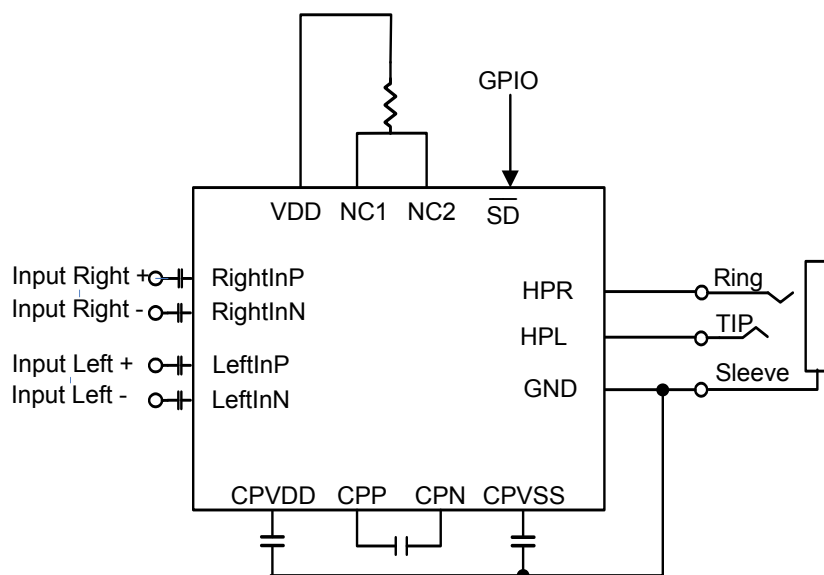 GPIO
VDD NC1 NC2 SD
Input Right + RightInP
Input Right - RightInN
Input Left + LeftInP
Input Left - LeftInN
HPR Ring
HPL TIP
GND Sleeve
CPVDD CPP CPN CPVSS